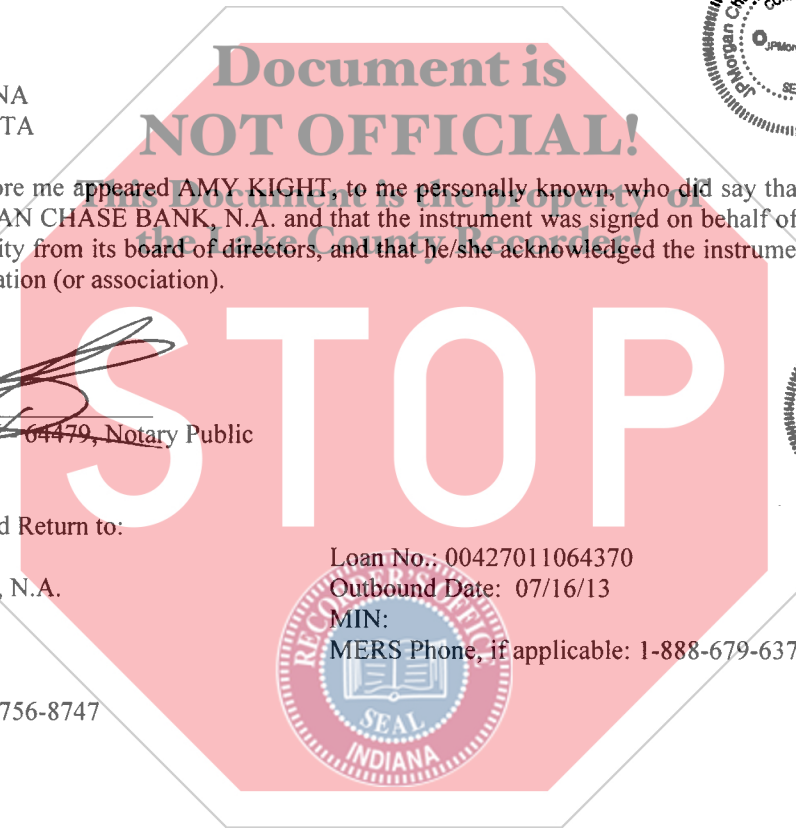 Document is
NOT OFFICIAL!
This Document is the property of
the Lake County Recorder!
STOP
NA
TA
ore me appeared AMY KIGHT, to me personally known, who did say tha
AN CHASE BANK, N.A. and that the instrument was signed on behalf of
ity from its board of directors, and that he/she acknowledged the instrume
ation (or association).
64479, Notary Public
d Return to:
, N.A.
756-8747
Loan No.: 00427011064370
Outbound Date: 07/16/13
MIN:
MERS Phone, if applicable: 1-888-679-637
RECORDER'S OFFICE
SEAL
INDIANA
JPMorgan Ch
JPMor
SE